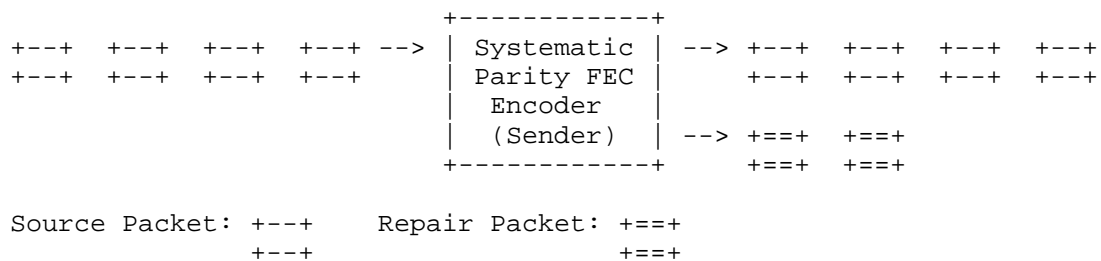 +------------+
+--+  +--+  +--+  +--+ -->  | Systematic | --> +--+  +--+  +--+  +--+
+--+  +--+  +--+  +--+      | Parity FEC |     +--+  +--+  +--+  +--+
                            |  Encoder   |
                            |  (Sender)  | --> +==+  +==+
                            +------------+     +==+  +==+

Source Packet: +--+    Repair Packet: +==+
               +--+                   +==+